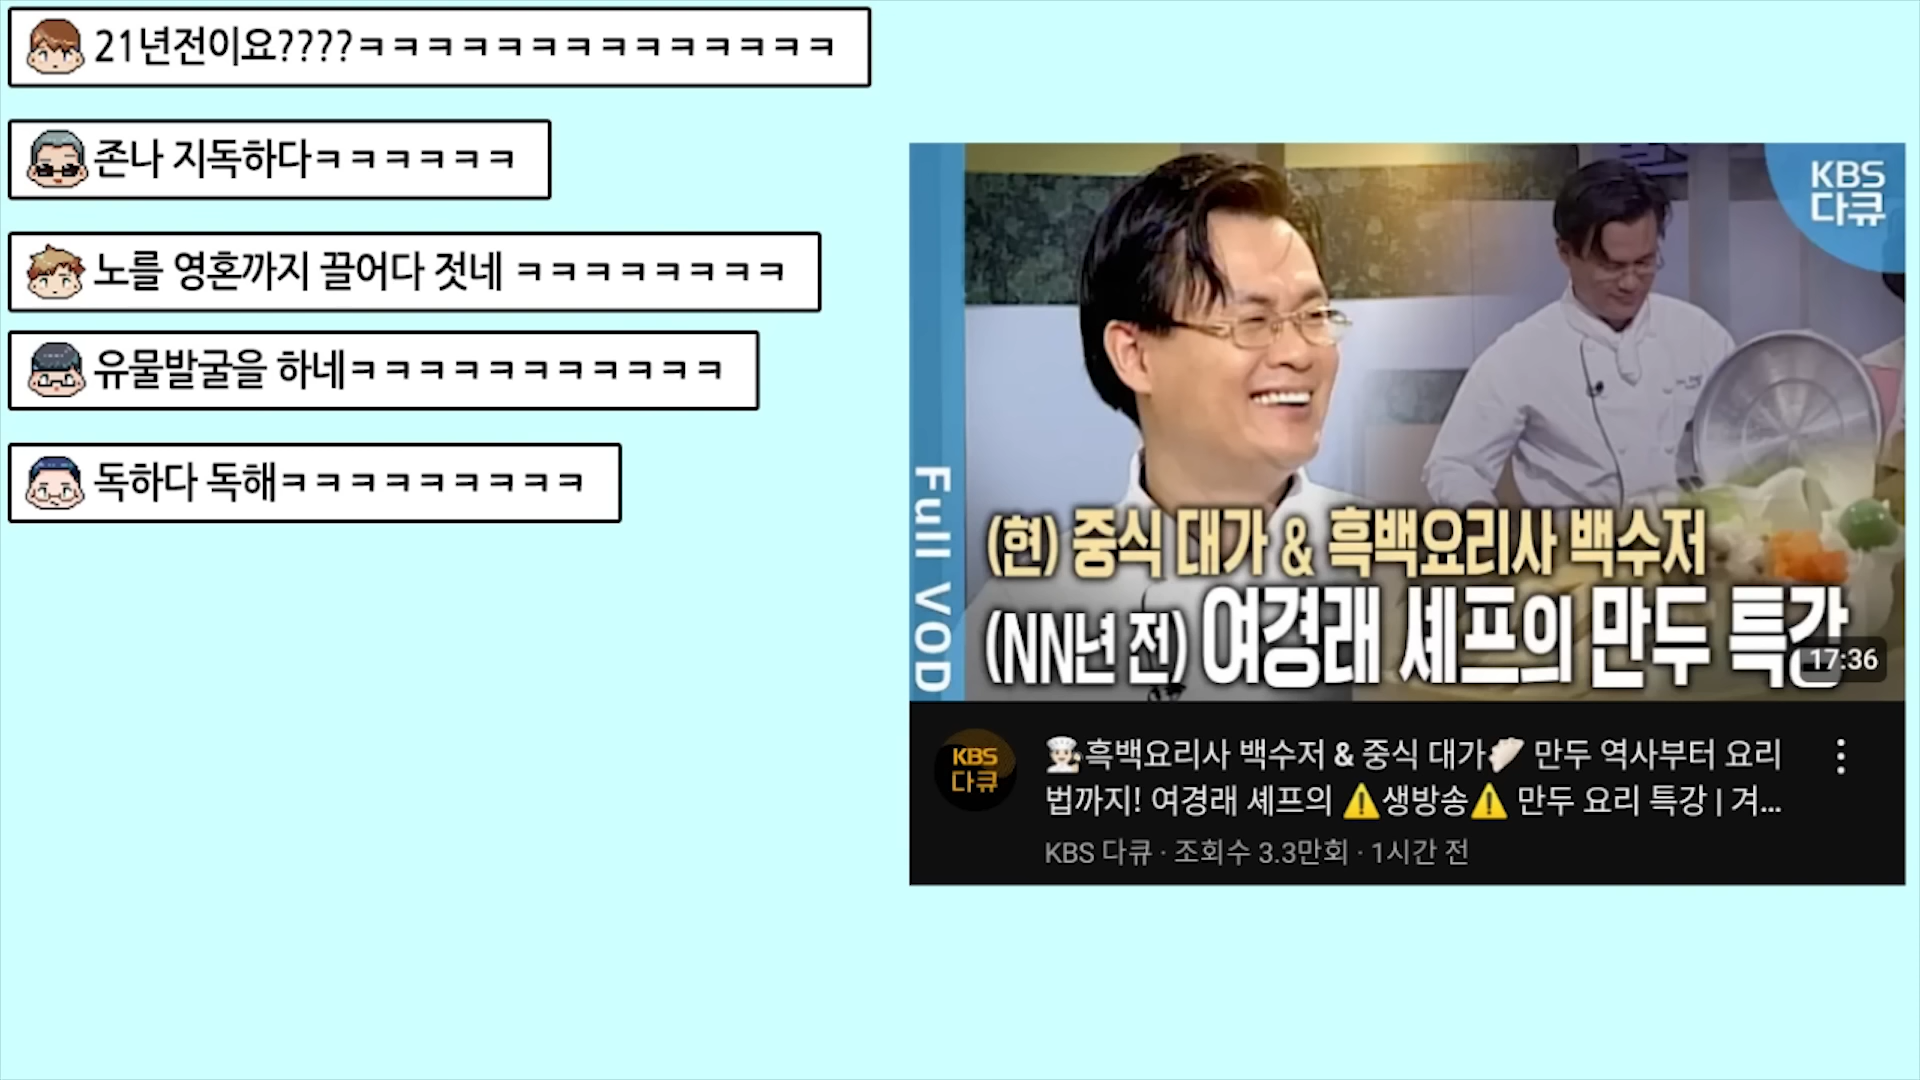 21년전이요????ㅋㅋㅋㅋㅋㅋㅋㅋㅋㅋㅋㅋㅋㅋ
존나 지독하다ㅋㅋㅋㅋㅋㅋ
노를 영혼까지 끌어다 젓네 ㅋㅋㅋㅋㅋㅋㅋㅋ
유물발굴을 하네ㅋㅋㅋㅋㅋㅋㅋㅋㅋㅋㅋ
독하다 독해ㅋㅋㅋㅋㅋㅋㅋㅋㅋ
KBS
다큐
Full VOD
(현) 중식 대가 & 흑백요리사 백수저
(NN년 전) 여경래 셰프의 만두 특강
17:36
KBS
다큐
👨🏻‍🍳흑백요리사 백수저 & 중식 대가🥟 만두 역사부터 요리
법까지! 여경래 셰프의 ⚠️생방송⚠️ 만두 요리 특강 | 겨...
KBS 다큐 · 조회수 3.3만회 · 1시간 전